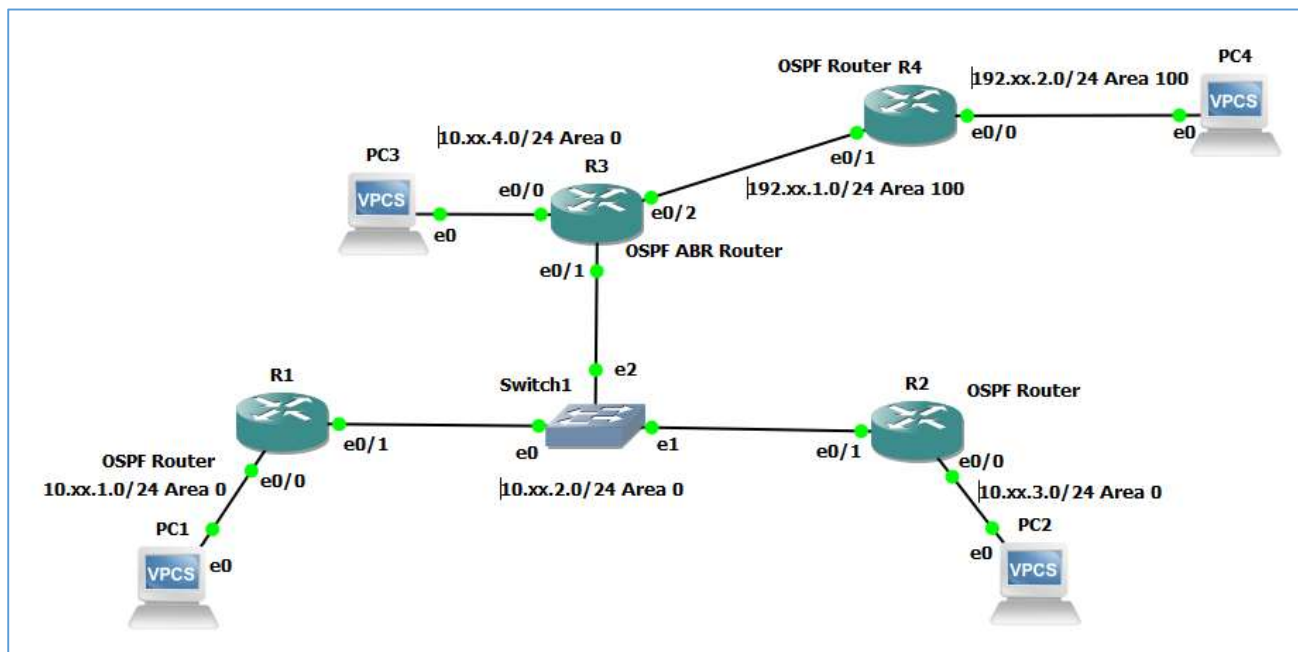 OSPF Router R4
192.xx.2.0/24 Area 100
PC4
VPCS
e0/0
e0
e0/1
192.xx.1.0/24 Area 100
10.xx.4.0/24 Area 0
PC3
R3
VPCS
e0/0
e0/2
e0
OSPF ABR Router
e0/1
e2
R1
Switch1
R2
OSPF Router
e0/1
e0
e1
e0/1
OSPF Router
e0/0
10.xx.1.0/24 Area 0
10.xx.2.0/24 Area 0
e0/0
10.xx.3.0/24 Area 0
PC1
PC2
e0
e0
VPCS
VPCS